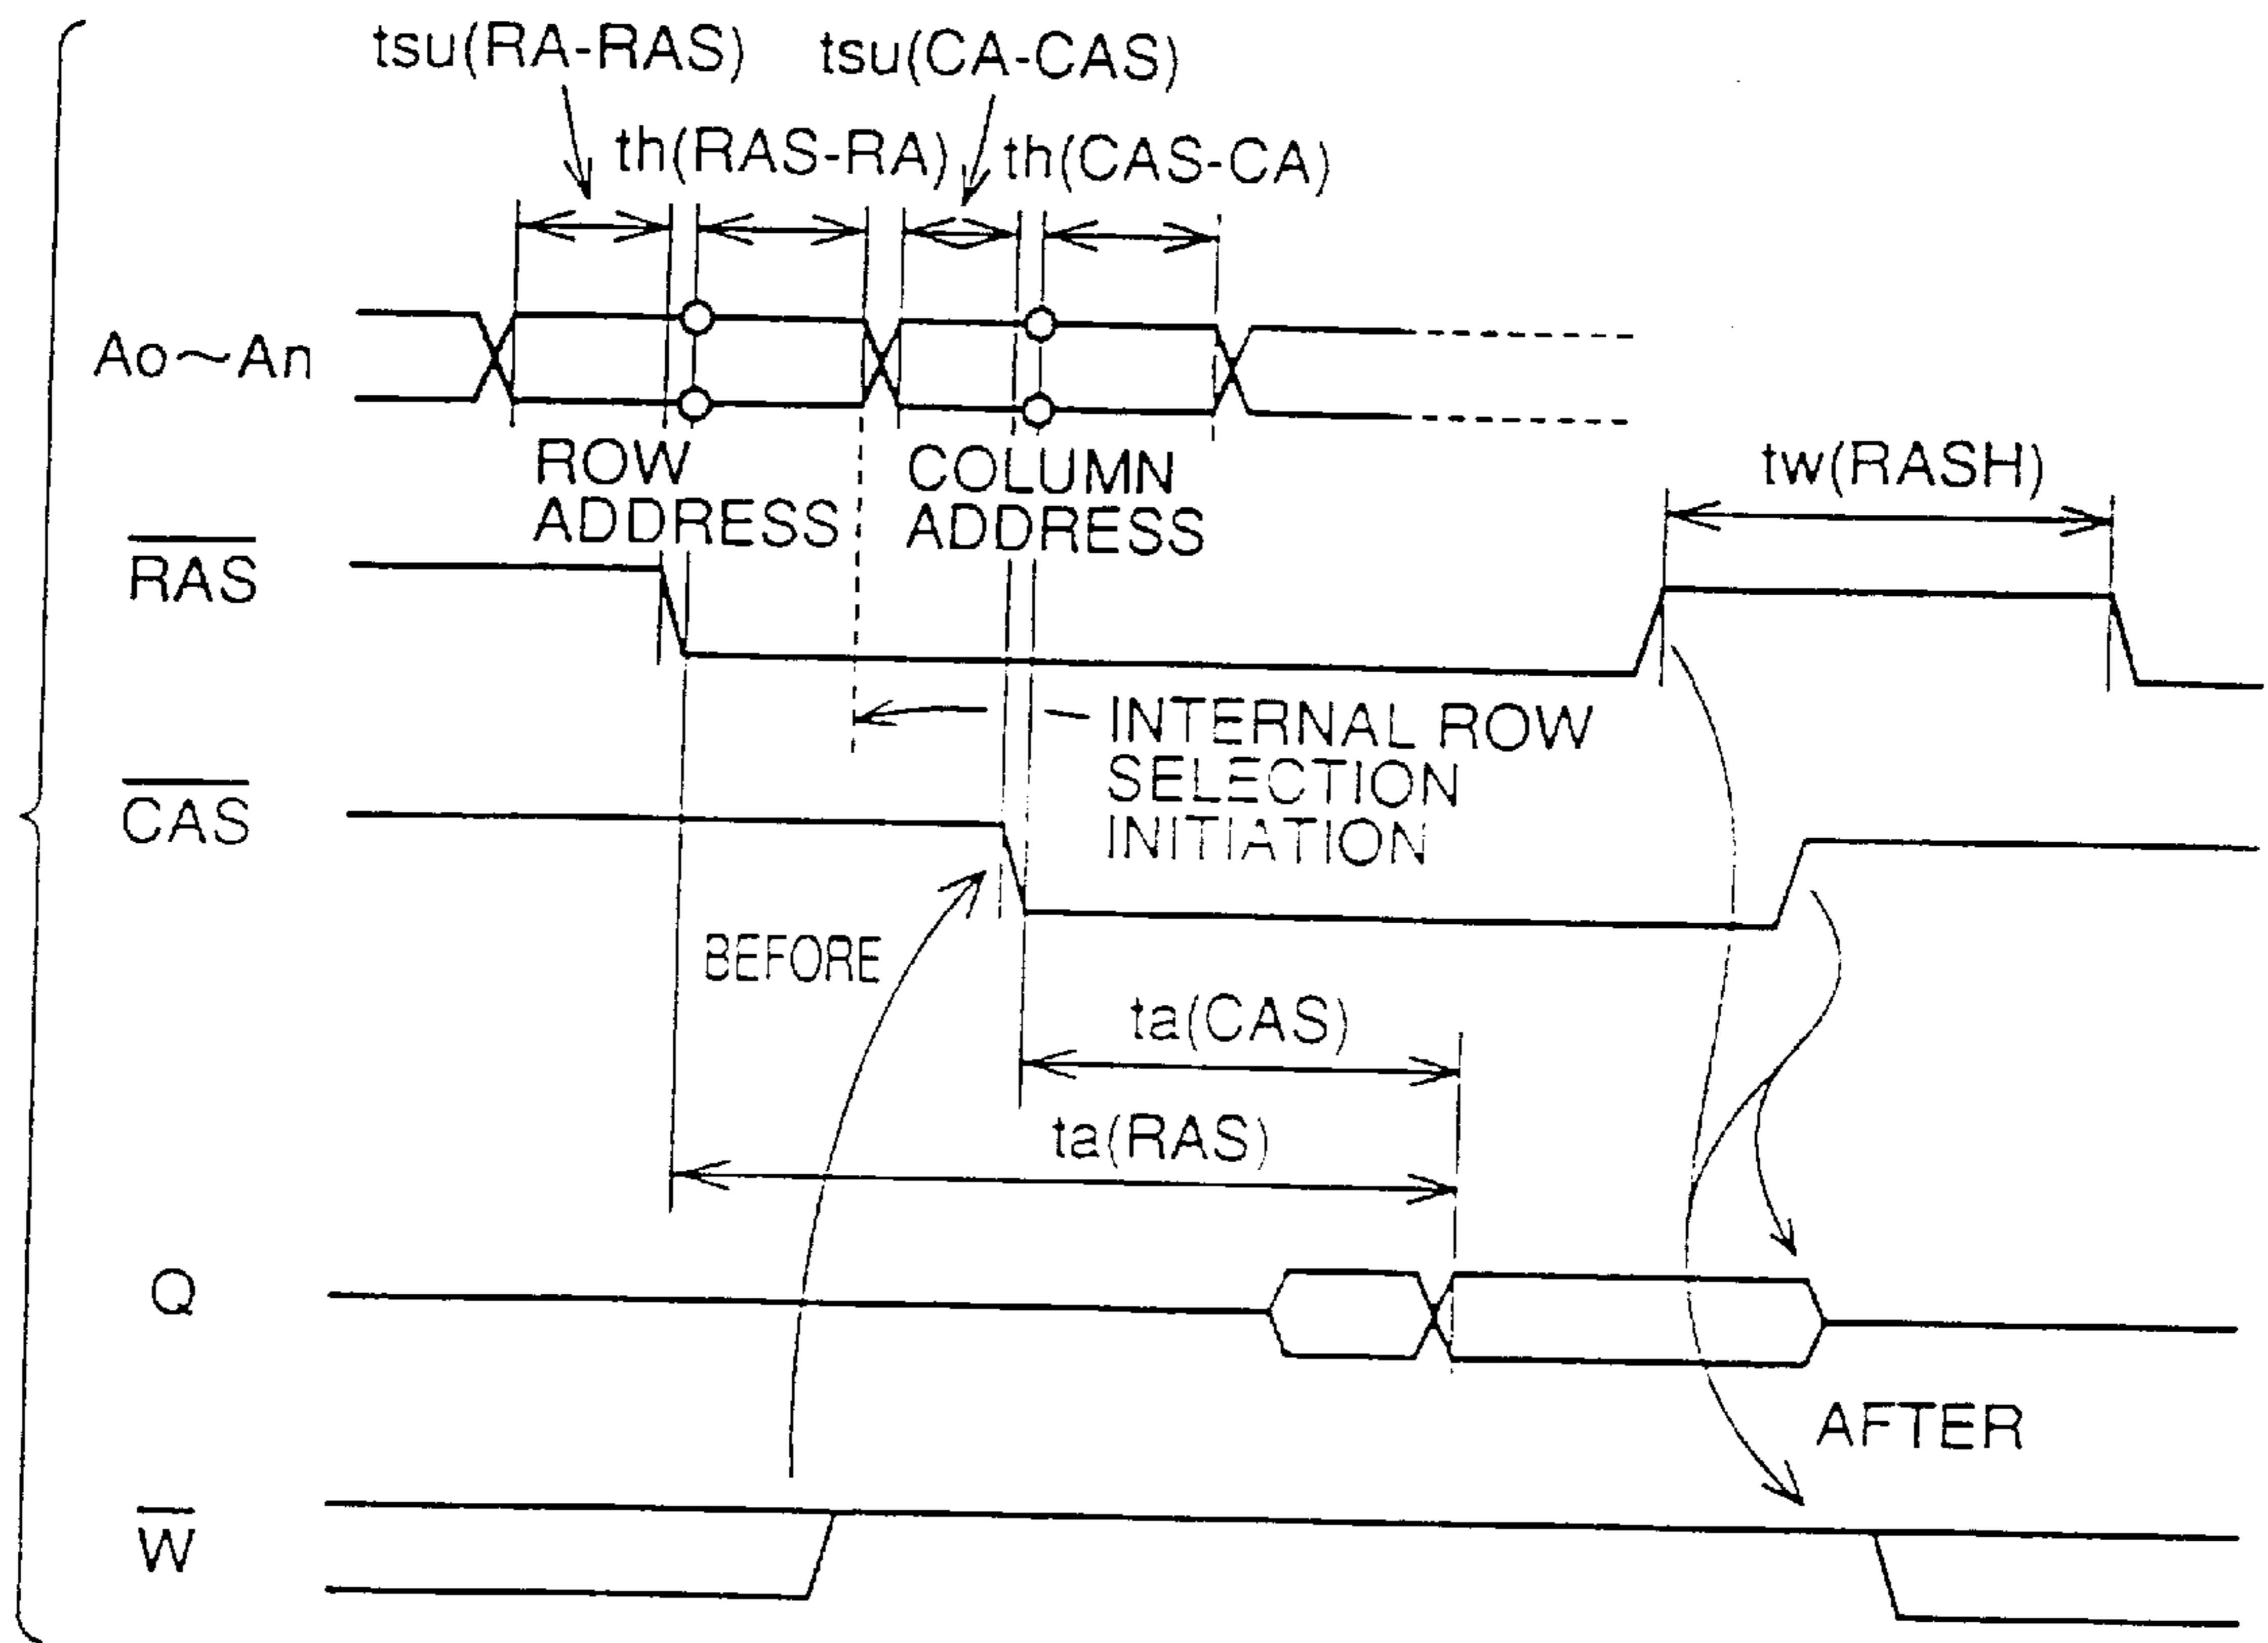 tsu(RA-RAS) tsu(CA-CAS)
th(RAS-RA) th(CAS-CA)
Ao~An
ROW
ADDRESS
COLUMN
ADDRESS
tw(RASH)
RAS
INTERNAL ROW
SELECTION
INITIATION
CAS
BEFORE
ta(CAS)
ta(RAS)
Q
AFTER
W